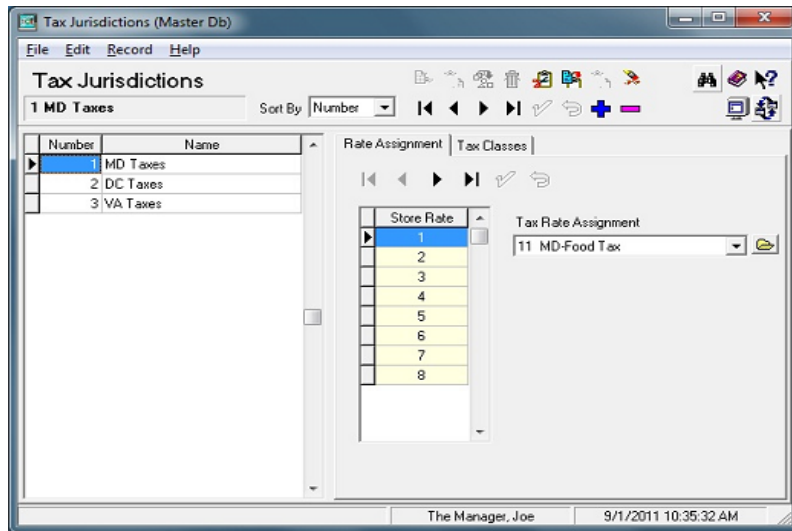 Tax Jurisdictions (Master Db)
File Edit Record Help
Tax Jurisdictions
1 MD Taxes Sort By Number
Number Name
1 MD Taxes
2 DC Taxes
3 VA Taxes
Rate Assignment Tax Classes
Store Rate
1
2
3
4
5
6
7
8
Tax Rate Assignment
11 MD-Food Tax
The Manager, Joe 9/1/2011 10:35:32 AM